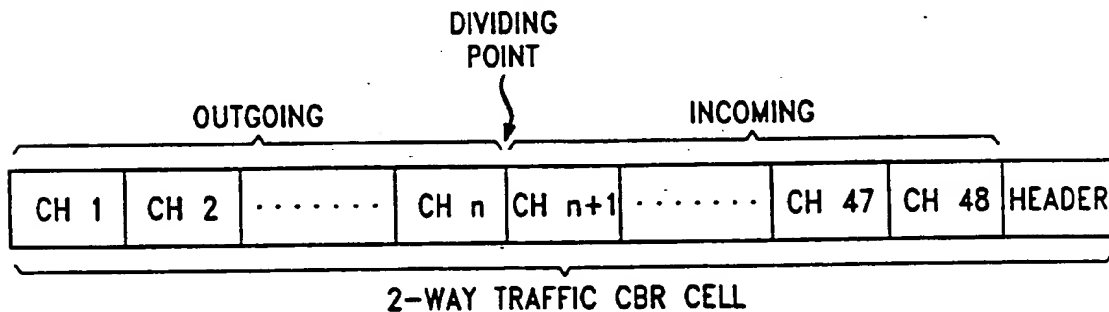 DIVIDING
POINT
OUTGOING
INCOMING
CH 1 CH 2 ········ CH n CH n+1 ········ CH 47 CH 48 HEADER
2-WAY TRAFFIC CBR CELL